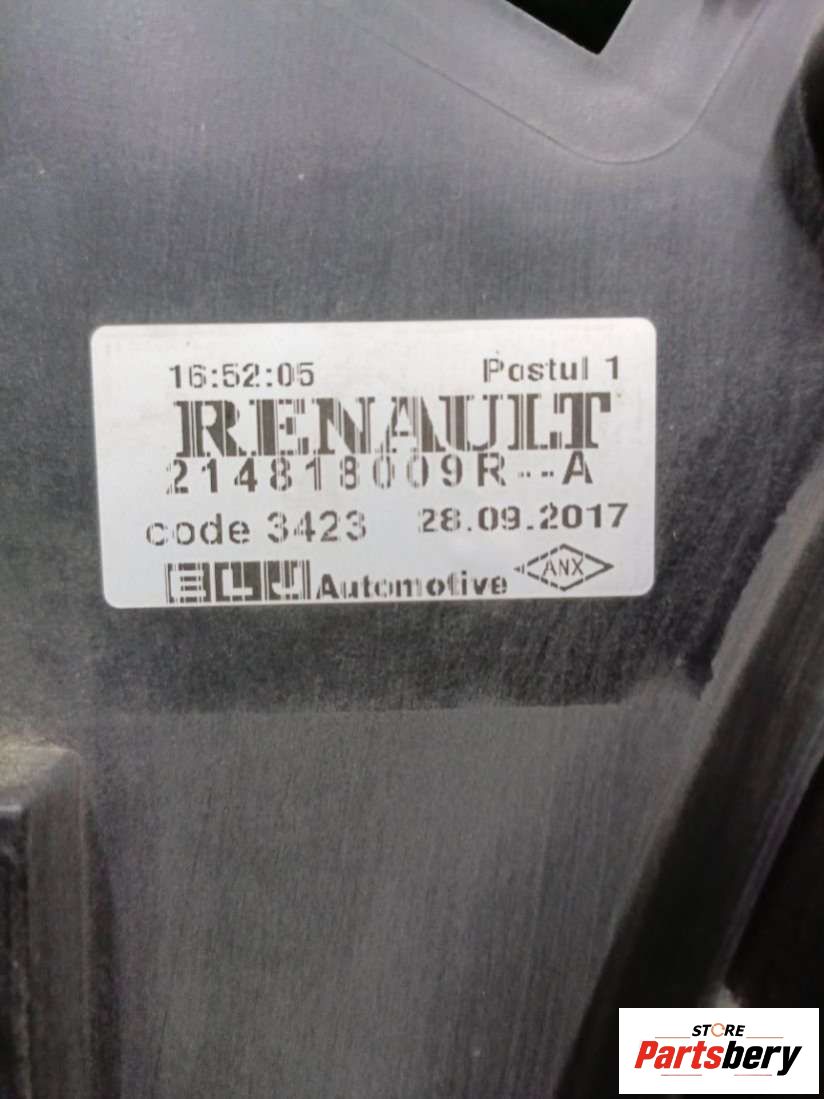 16:52:05 Postul 1
RENAULT
214818009R--A
code 3423 28.09.2017
Automotive ANX
STORE
Partsbery